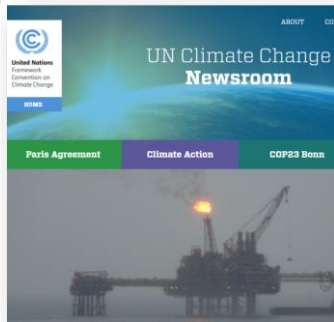 ABOUT
United Nations
Framework
Convention on
Climate Change
HOME
UN Climate Change
Newsroom
Paris Agreement
Climate Action
COP23 Bonn